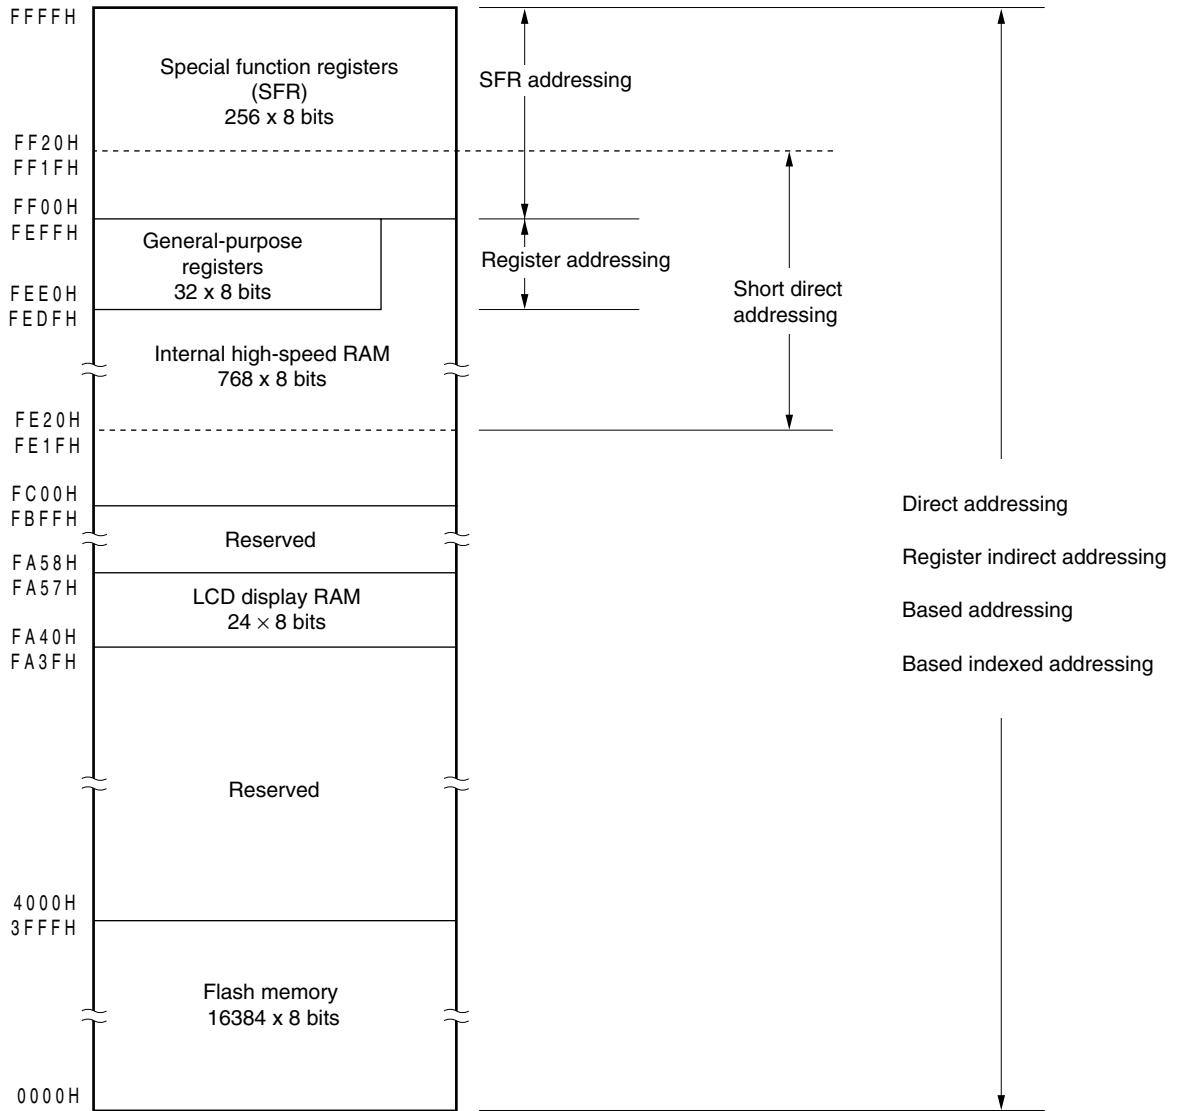 FFFFH
Special function registers
(SFR)
256 x 8 bits
SFR addressing
FF20H
FF1FH
FF00H
FEFFH
General-purpose
registers
32 x 8 bits
Register addressing
FEE0H
FEDFH
Short direct
addressing
Internal high-speed RAM
768 x 8 bits
FE20H
FE1FH
FC00H
FBFFH
Reserved
FA58H
FA57H
LCD display RAM
24 × 8 bits
FA40H
FA3FH
Direct addressing
Register indirect addressing
Based addressing
Based indexed addressing
Reserved
4000H
3FFFH
Flash memory
16384 x 8 bits
0000H